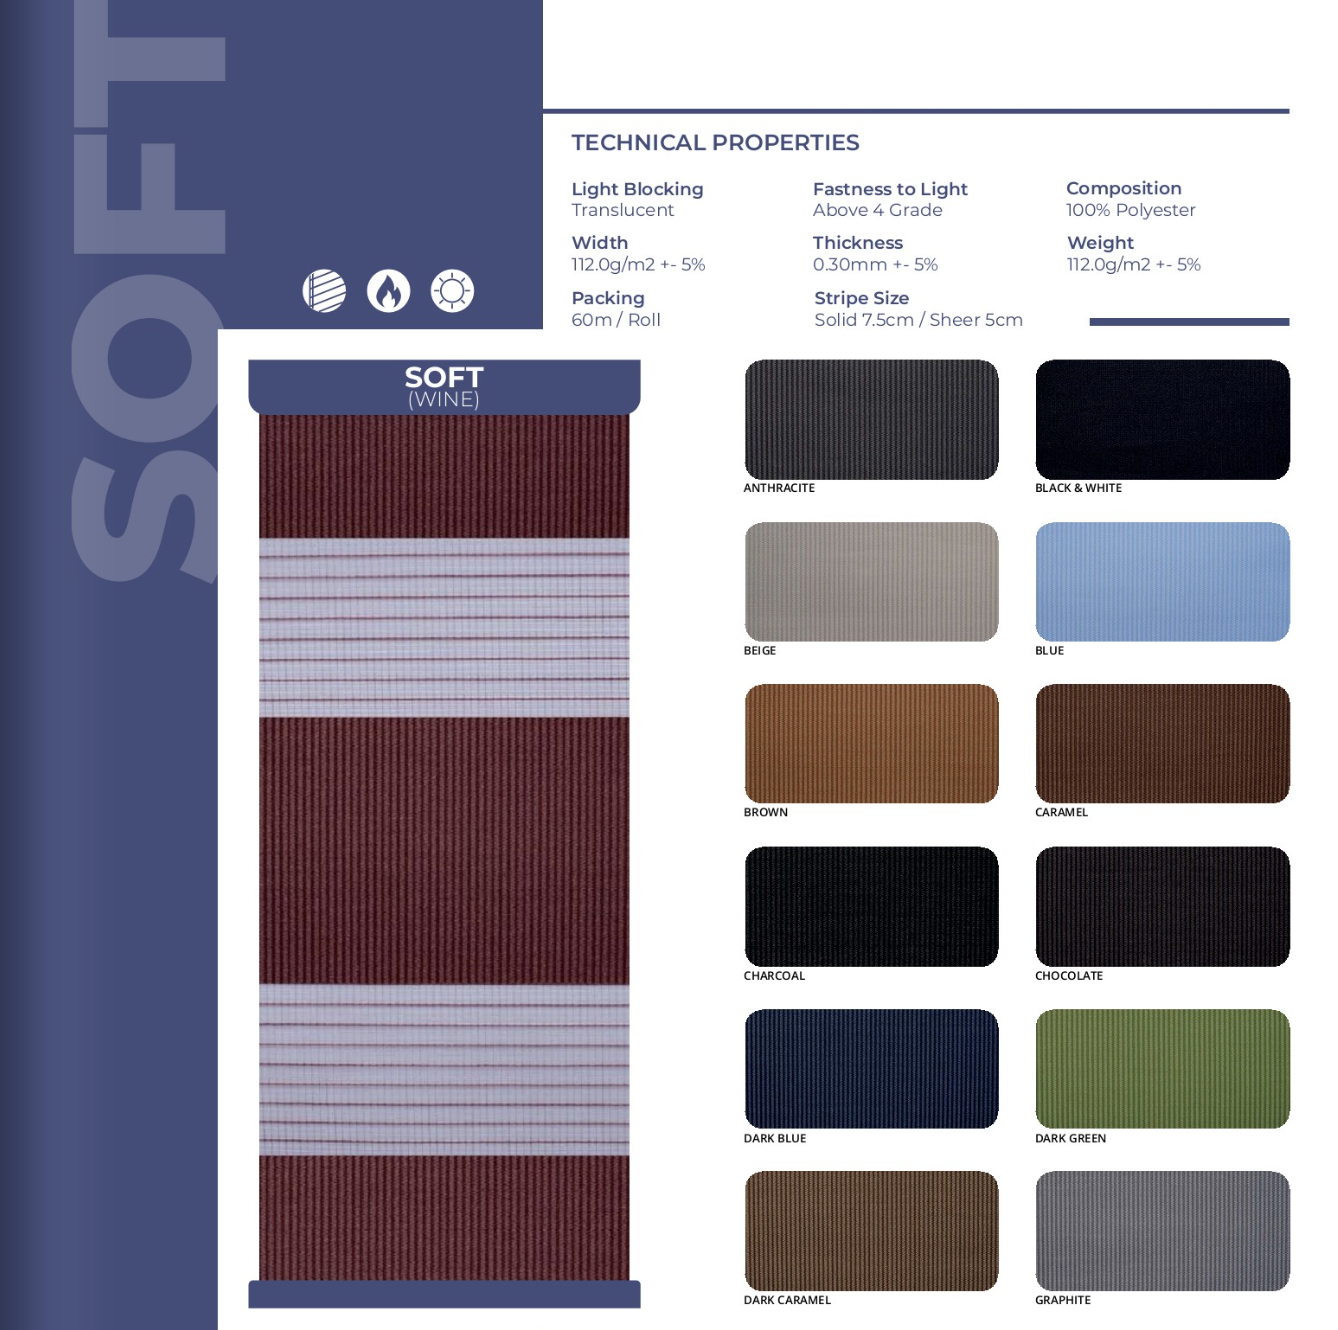 SOFT
TECHNICAL PROPERTIES
Light Blocking
Translucent
Fastness to Light
Above 4 Grade
Composition
100% Polyester
Width
112.0g/m2 +- 5%
Thickness
0.30mm +- 5%
Weight
112.0g/m2 +- 5%
Packing
60m / Roll
Stripe Size
Solid 7.5cm / Sheer 5cm
SOFT
(WINE)
ANTHRACITE
BLACK & WHITE
BEIGE
BLUE
BROWN
CARAMEL
CHARCOAL
CHOCOLATE
DARK BLUE
DARK GREEN
DARK CARAMEL
GRAPHITE